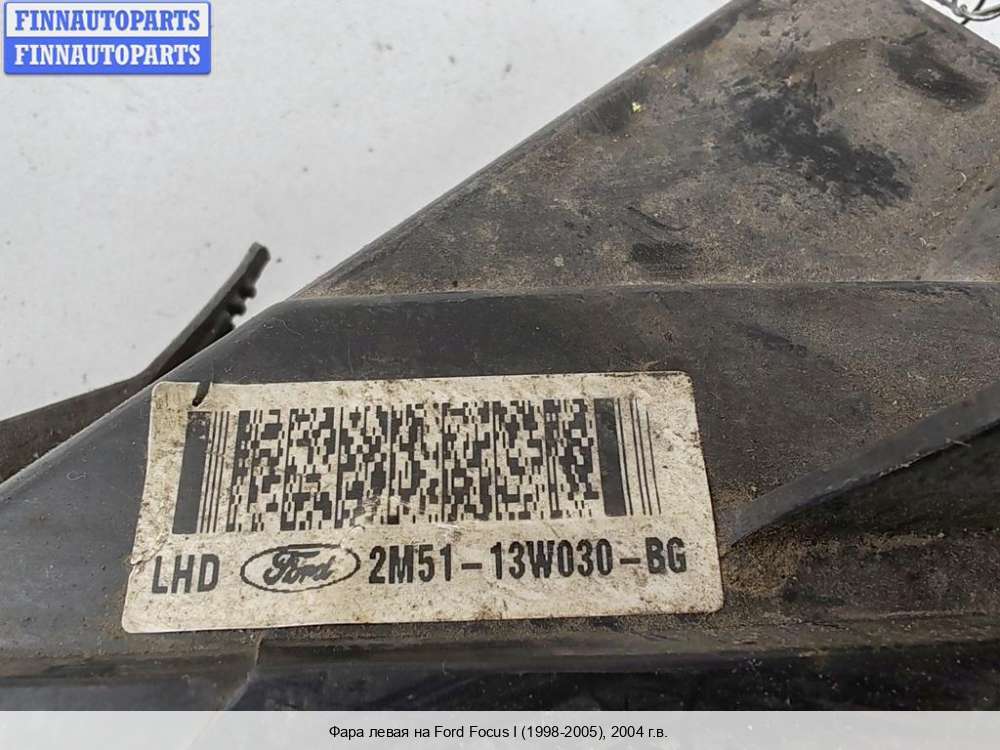 FINNAUTOPARTS
FINNAUTOPARTS
LHD Ford 2M51-13W030-BG
Фара левая на Ford Focus I (1998-2005), 2004 г.в.